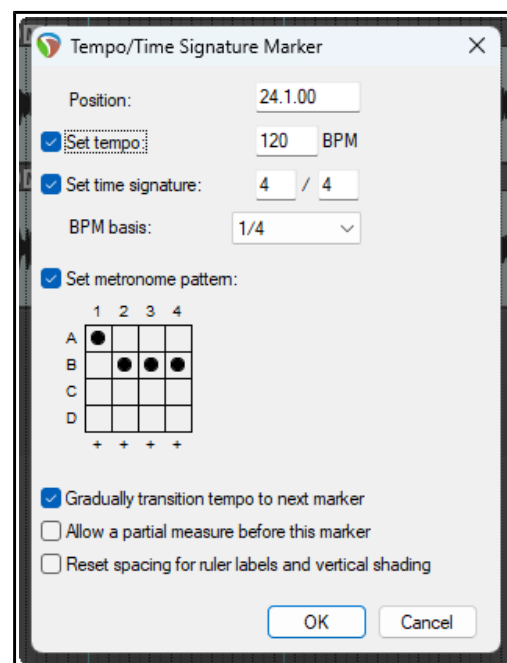 Tempo/Time Signature Marker
Position: 24.1.00
Set tempo: 120 BPM
Set time signature: 4 / 4
BPM basis: 1/4
Set metronome pattern:
1 2 3 4
A
B
C
D
+ + + +
Gradually transition tempo to next marker
Allow a partial measure before this marker
Reset spacing for ruler labels and vertical shading
OK Cancel